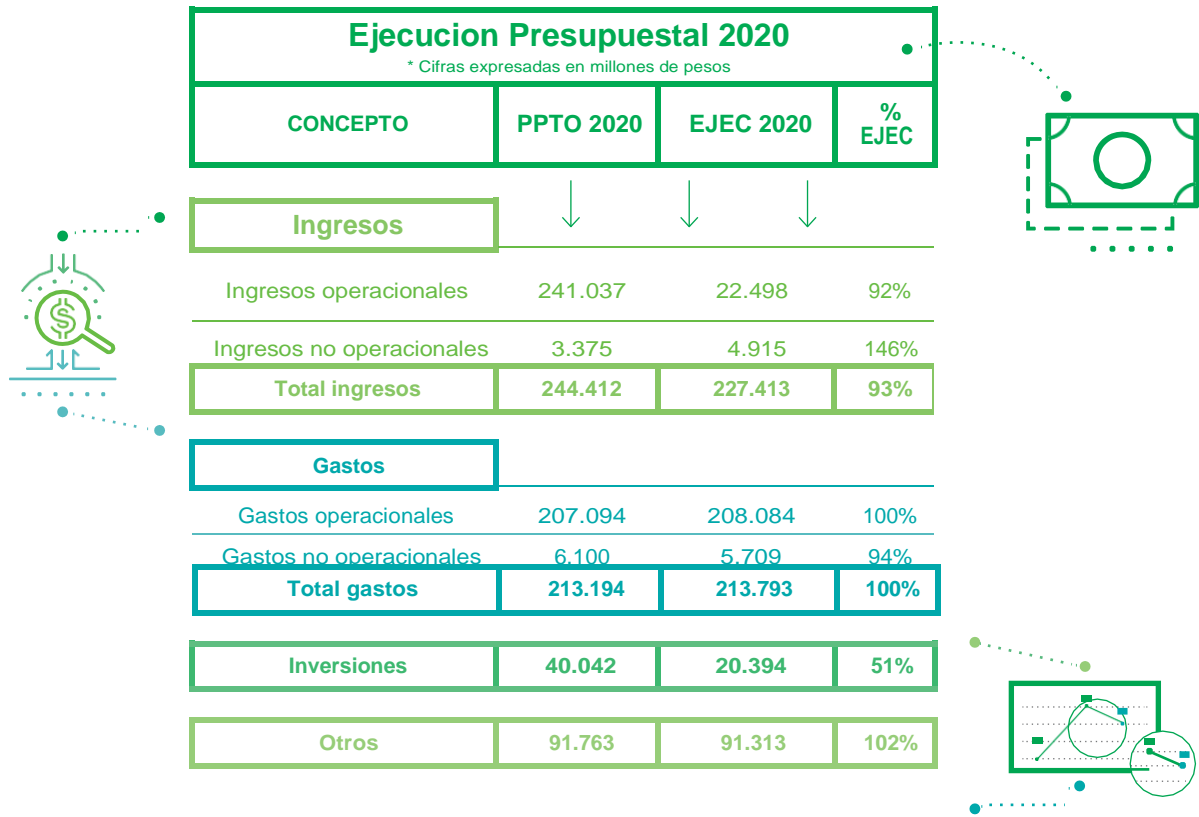 Ejecucion Presupuestal 2020
* Cifras expresadas en millones de pesos
CONCEPTO PPTO 2020 EJEC 2020 % EJEC
Ingresos
Ingresos operacionales 241.037 22.498 92%
Ingresos no operacionales 3.375 4.915 146%
Total ingresos 244.412 227.413 93%
Gastos
Gastos operacionales 207.094 208.084 100%
Gastos no operacionales 6.100 5.709 94%
Total gastos 213.194 213.793 100%
Inversiones 40.042 20.394 51%
Otros 91.763 91.313 102%
$